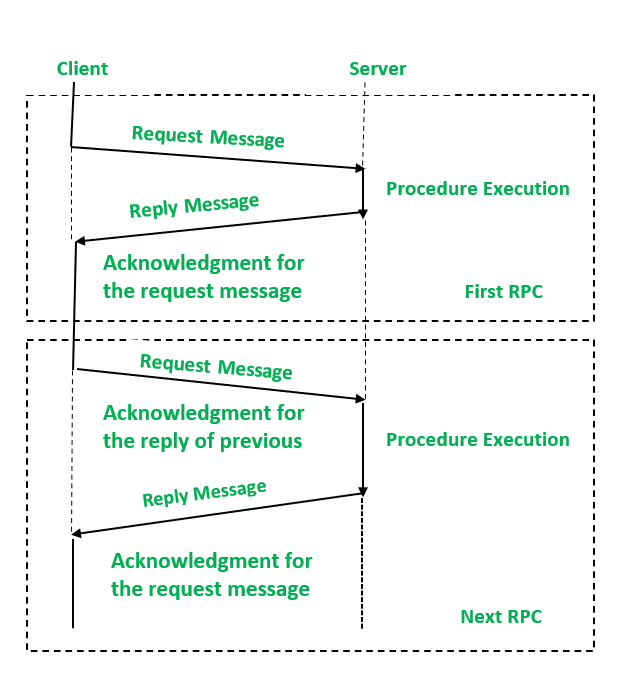 Client
Server
Request Message
Procedure Execution
Reply Message
Acknowledgment for
the request message
First RPC
Request Message
Acknowledgment for
the reply of previous
Procedure Execution
Reply Message
Acknowledgment for
the request message
Next RPC